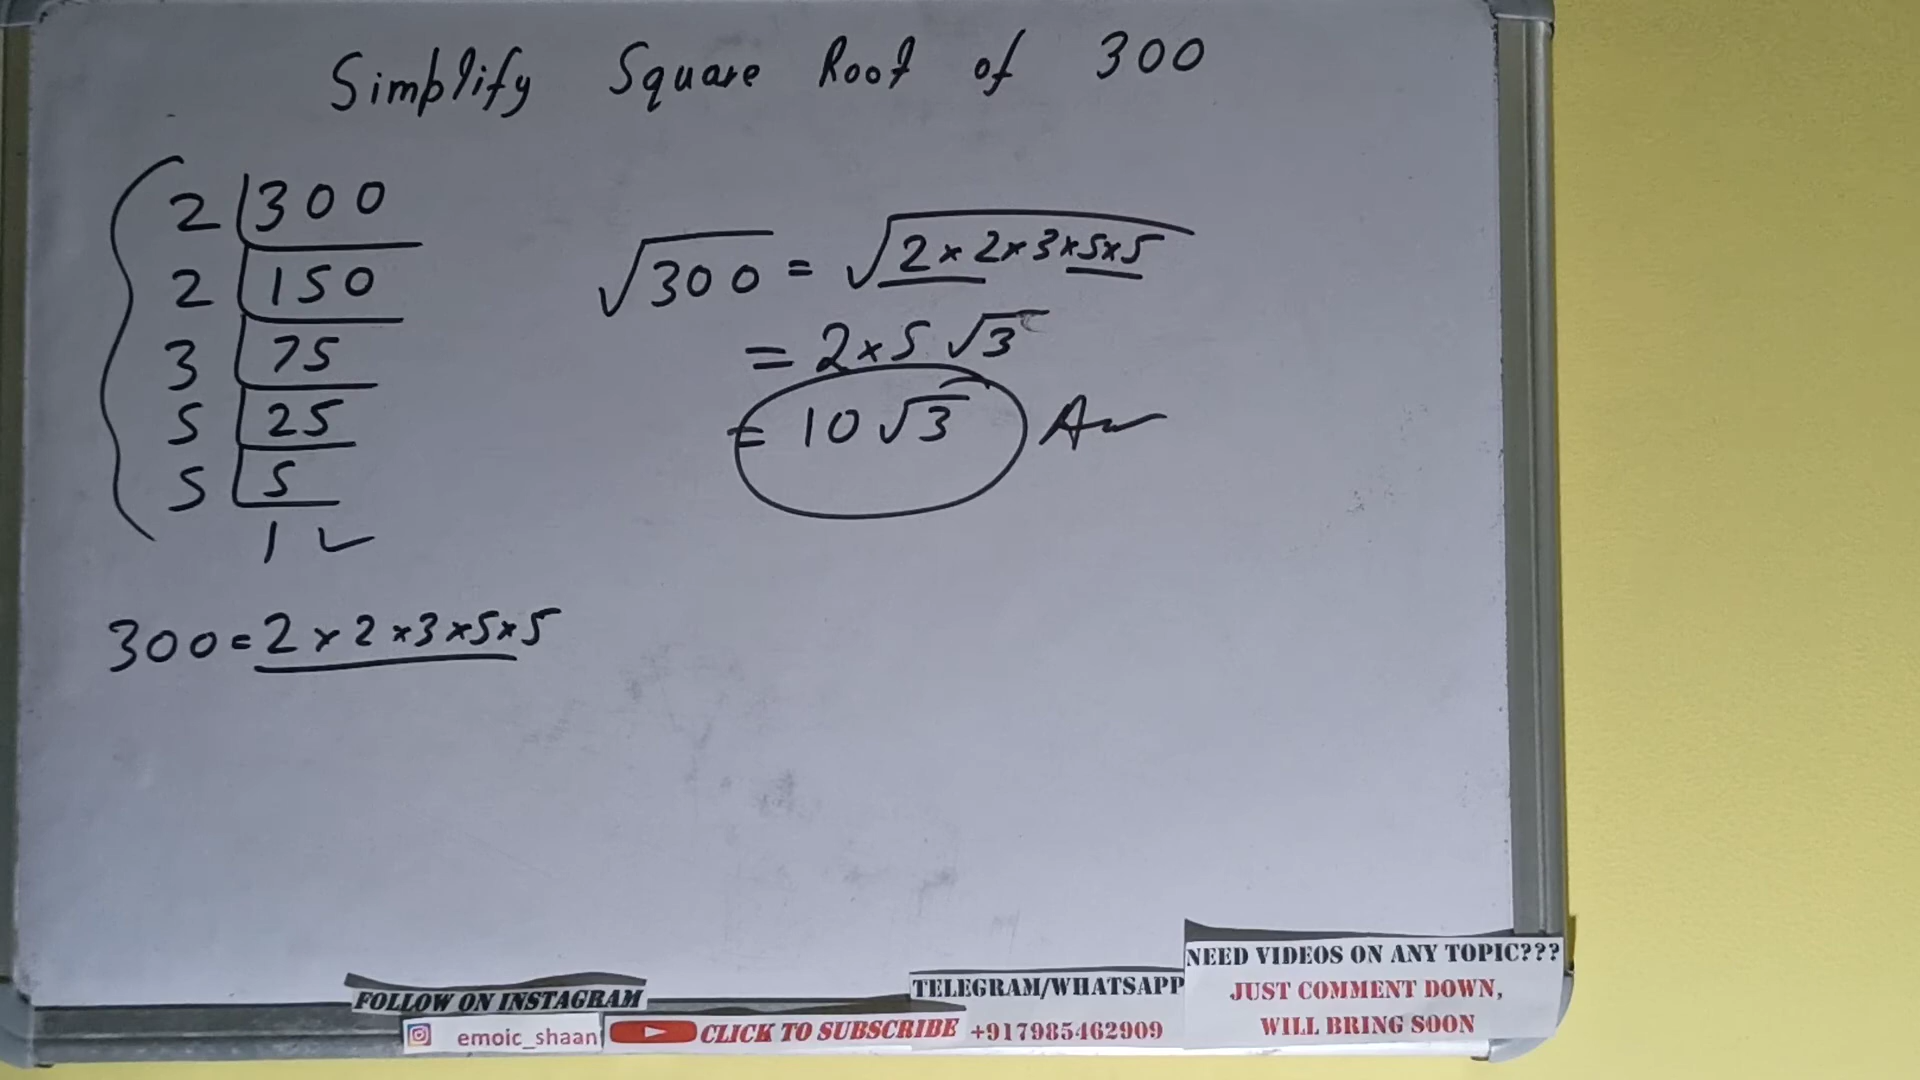 Simplify Square Root of 300
2 | 300
2 | 150
3 | 75
5 | 25
5 | 5
1 ✓
300 = 2 × 2 × 3 × 5 × 5
√300 = √2 × 2 × 3 × 5 × 5
= 2 × 5 √3
= 10 √3
FOLLOW ON INSTAGRAM
emoic_shaan
CLICK TO SUBSCRIBE
TELEGRAM/WHATSAPP
+917985462909
NEED VIDEOS ON ANY TOPIC???
JUST COMMENT DOWN,
WILL BRING SOON